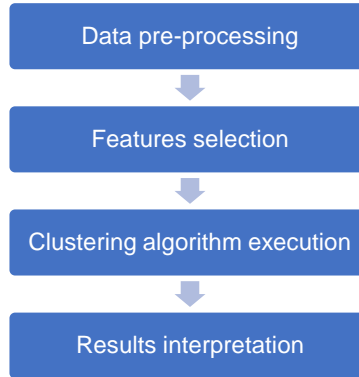 Data pre-processing
Features selection
Clustering algorithm execution
Results interpretation